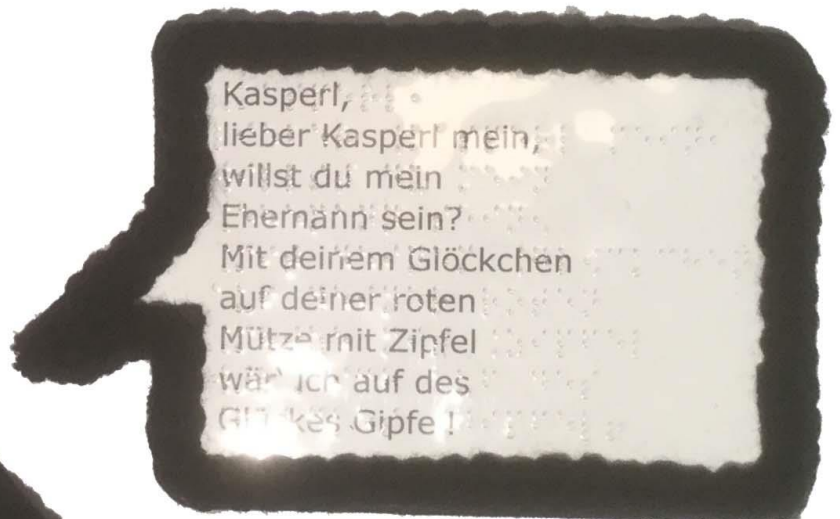 Kasperl,
lieber Kasperl mein,
willst du mein
Ehemann sein?
Mit deinem Glöckchen
auf deiner roten
Mütze mit Zipfel
wär' ich auf des
Glückes Gipfel!